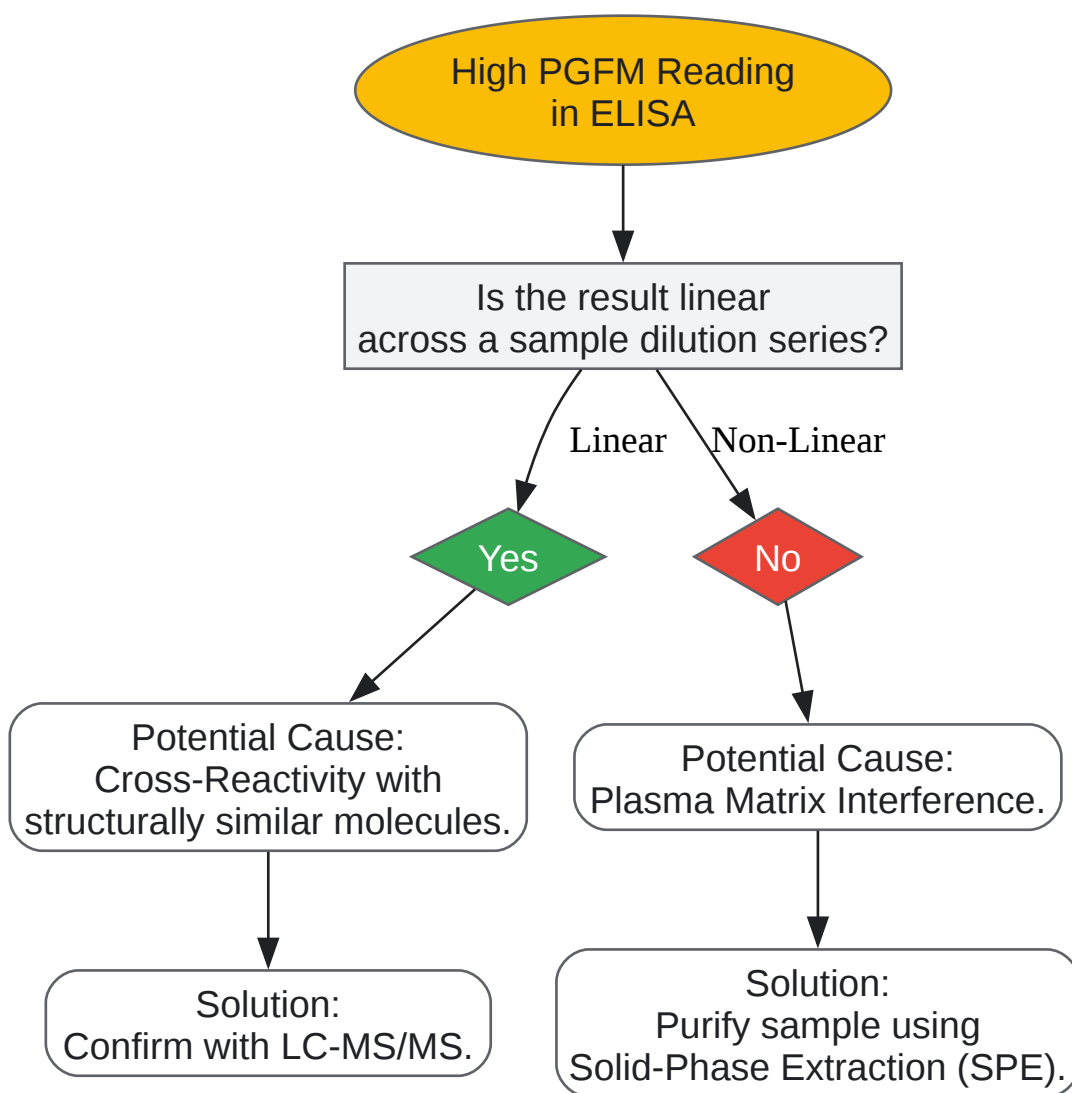 High PGFM Reading
in ELISA
Is the result linear
across a sample dilution series?
Linear
Non-Linear
Yes
No
Potential Cause:
Cross-Reactivity with
structurally similar molecules.
Potential Cause:
Plasma Matrix Interference.
Solution:
Confirm with LC-MS/MS.
Solution:
Purify sample using
Solid-Phase Extraction (SPE).